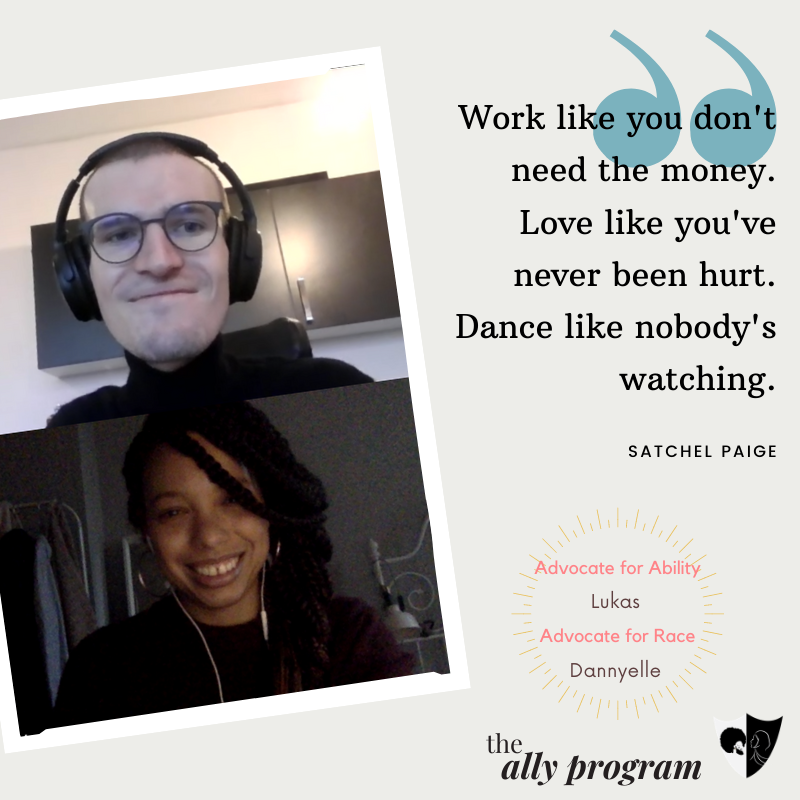 Work like you don't
need the money.
Love like you've
never been hurt.
Dance like nobody's
watching.
SATCHEL PAIGE
Advocate for Ability
Lukas
Advocate for Race
Dannyelle
the
ally program